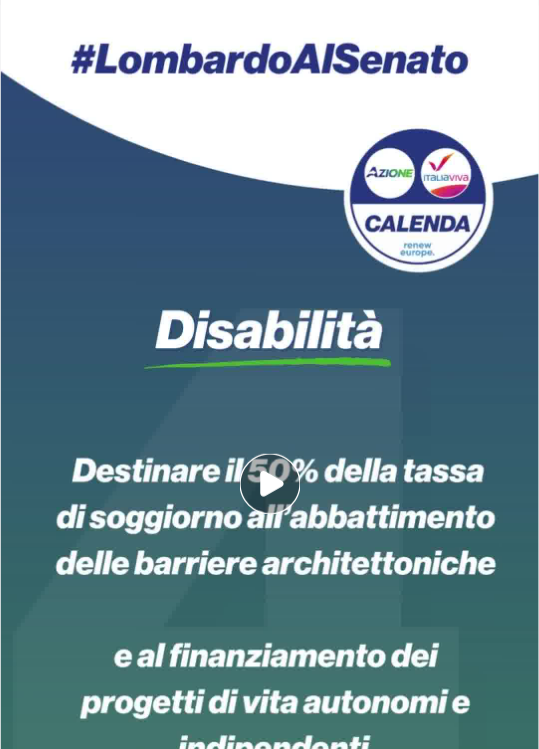 #LombardoAlSenato
AZIONE
ITALIAVIVA
CALENDA
renew
europe.
Disabilità
Destinare il 50% della tassa
di soggiorno all'abbattimento
delle barriere architettoniche
e al finanziamento dei
progetti di vita autonomi e
indipendenti